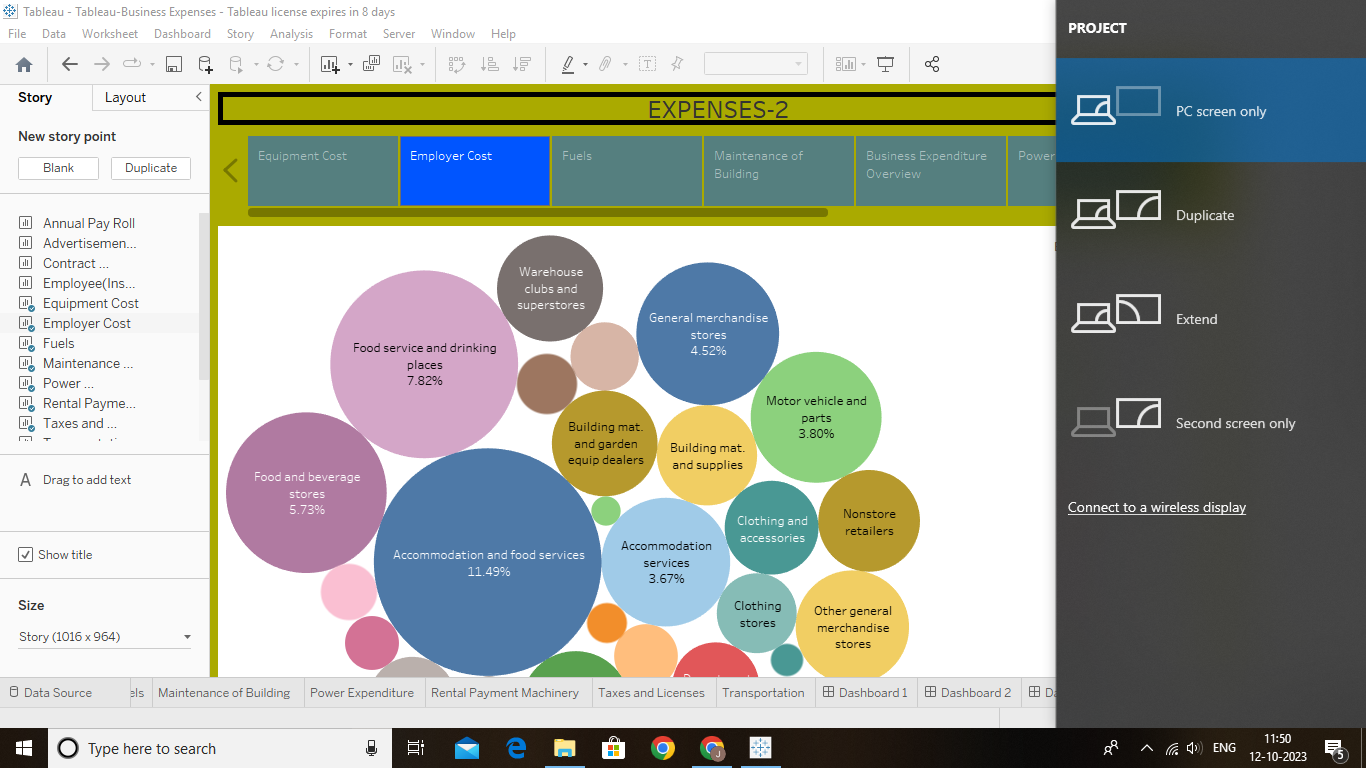 Tableau - Tableau-Business Expenses - Tableau license expires in 8 days
File Data Worksheet Dashboard Story Analysis Format Server Window Help
Story Layout
New story point
Blank Duplicate
Annual Pay Roll
Advertisemen...
Contract ...
Employee(Ins...
Equipment Cost
Employer Cost
Fuels
Maintenance ...
Power ...
Rental Payme...
Taxes and ...
A Drag to add text
Show title
Size
Story (1016 x 964)
EXPENSES-2
Equipment Cost
Employer Cost
Fuels
Maintenance of
Building
Business Expenditure
Overview
Power
Warehouse
clubs and
superstores
General merchandise
stores
4.52%
Food service and drinking
places
7.82%
Motor vehicle and
parts
3.80%
Building mat.
and garden
equip dealers
Building mat.
and supplies
Food and beverage
stores
5.73%
Clothing and
accessories
Nonstore
retailers
Accommodation and food services
11.49%
Accommodation
services
3.67%
Clothing
stores
Other general
merchandise
stores
Data Source els Maintenance of Building Power Expenditure Rental Payment Machinery Taxes and Licenses Transportation Dashboard 1 Dashboard 2 Da
PROJECT
PC screen only
Duplicate
Extend
Second screen only
Connect to a wireless display
Type here to search
J
ENG
11:50
12-10-2023
5